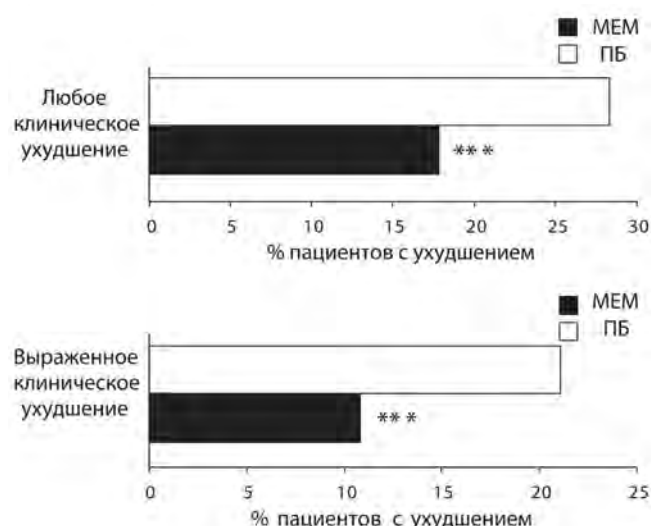 МЕМ
ПБ
Любое
клиническое
ухудшение
** *
0 5 10 15 20 25 30
% пациентов с ухудшением
МЕМ
ПБ
Выраженное
клиническое
ухудшение
** *
0 5 10 15 20 25
% пациентов с ухудшением